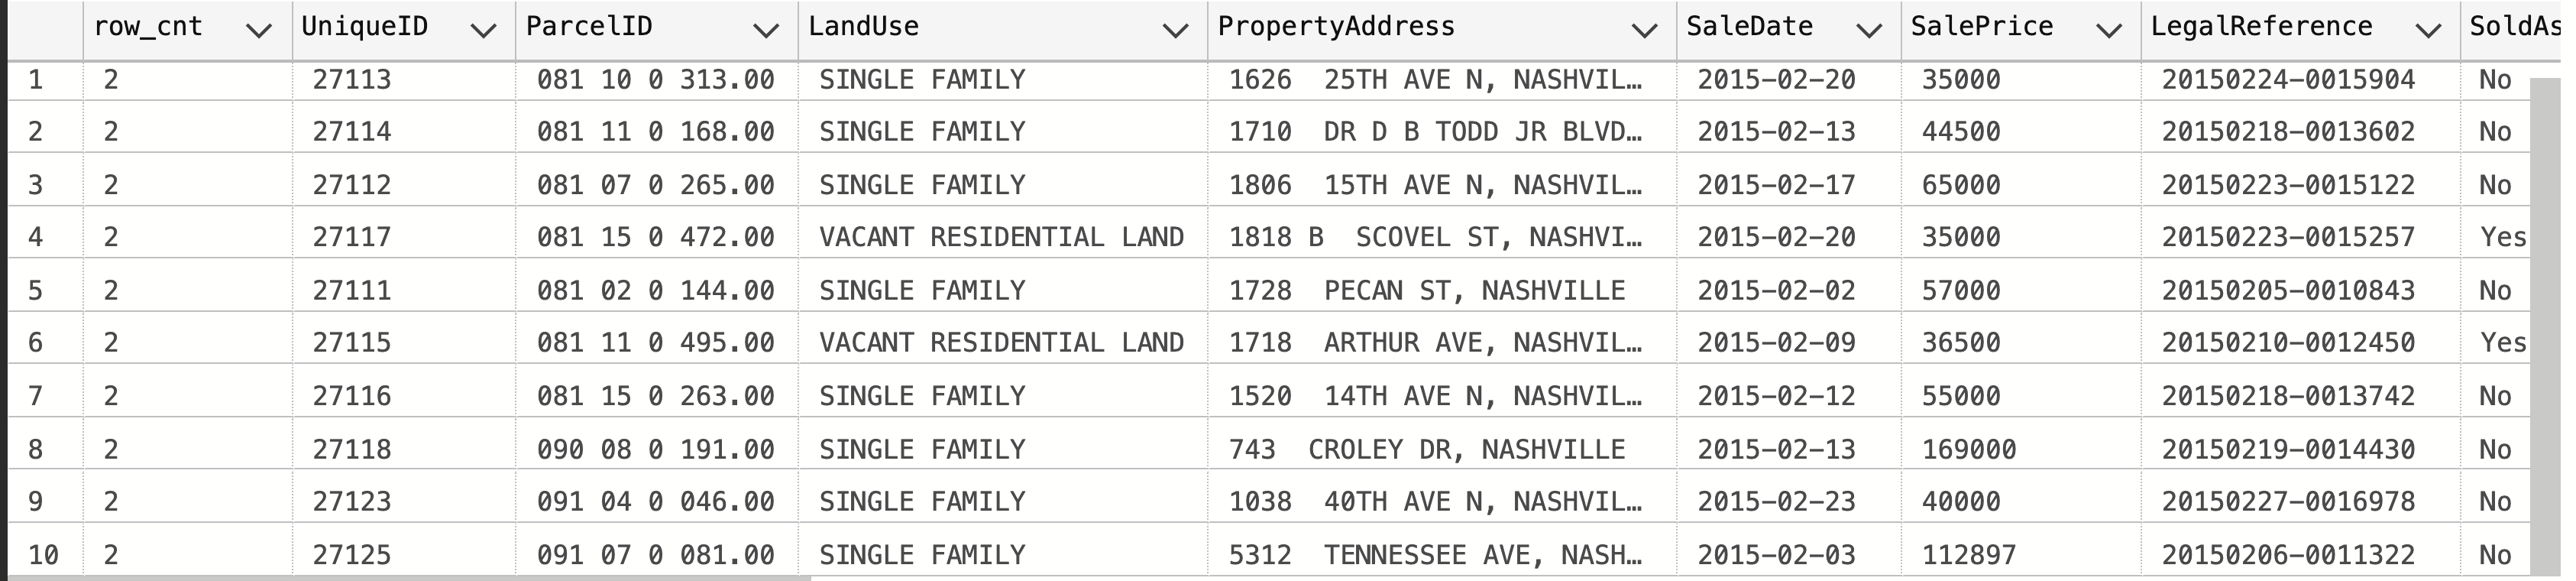 row_cnt UniqueID ParcelID LandUse PropertyAddress SaleDate SalePrice LegalReference SoldAs
1 2 27113 081 10 0 313.00 SINGLE FAMILY 1626  25TH AVE N, NASHVIL… 2015-02-20 35000 20150224-0015904 No
2 2 27114 081 11 0 168.00 SINGLE FAMILY 1710  DR D B TODD JR BLVD… 2015-02-13 44500 20150218-0013602 No
3 2 27112 081 07 0 265.00 SINGLE FAMILY 1806  15TH AVE N, NASHVIL… 2015-02-17 65000 20150223-0015122 No
4 2 27117 081 15 0 472.00 VACANT RESIDENTIAL LAND 1818 B  SCOVEL ST, NASHVI… 2015-02-20 35000 20150223-0015257 Yes
5 2 27111 081 02 0 144.00 SINGLE FAMILY 1728  PECAN ST, NASHVILLE 2015-02-02 57000 20150205-0010843 No
6 2 27115 081 11 0 495.00 VACANT RESIDENTIAL LAND 1718  ARTHUR AVE, NASHVIL… 2015-02-09 36500 20150210-0012450 Yes
7 2 27116 081 15 0 263.00 SINGLE FAMILY 1520  14TH AVE N, NASHVIL… 2015-02-12 55000 20150218-0013742 No
8 2 27118 090 08 0 191.00 SINGLE FAMILY 743  CROLEY DR, NASHVILLE 2015-02-13 169000 20150219-0014430 No
9 2 27123 091 04 0 046.00 SINGLE FAMILY 1038  40TH AVE N, NASHVIL… 2015-02-23 40000 20150227-0016978 No
10 2 27125 091 07 0 081.00 SINGLE FAMILY 5312  TENNESSEE AVE, NASH… 2015-02-03 112897 20150206-0011322 No